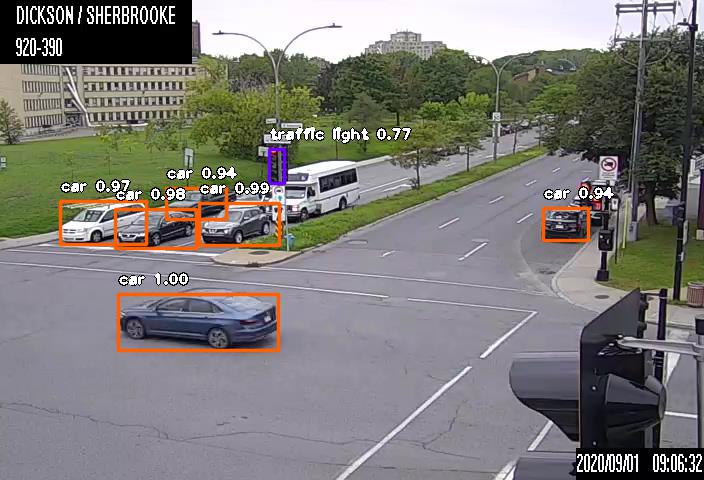 DICKSON / SHERBROOKE
920-390
traffic light 0.77
car 0.94
car 0.97
car 0.98
car 0.99
car 0.94
car 1.00
2020/09/01 09:06:32